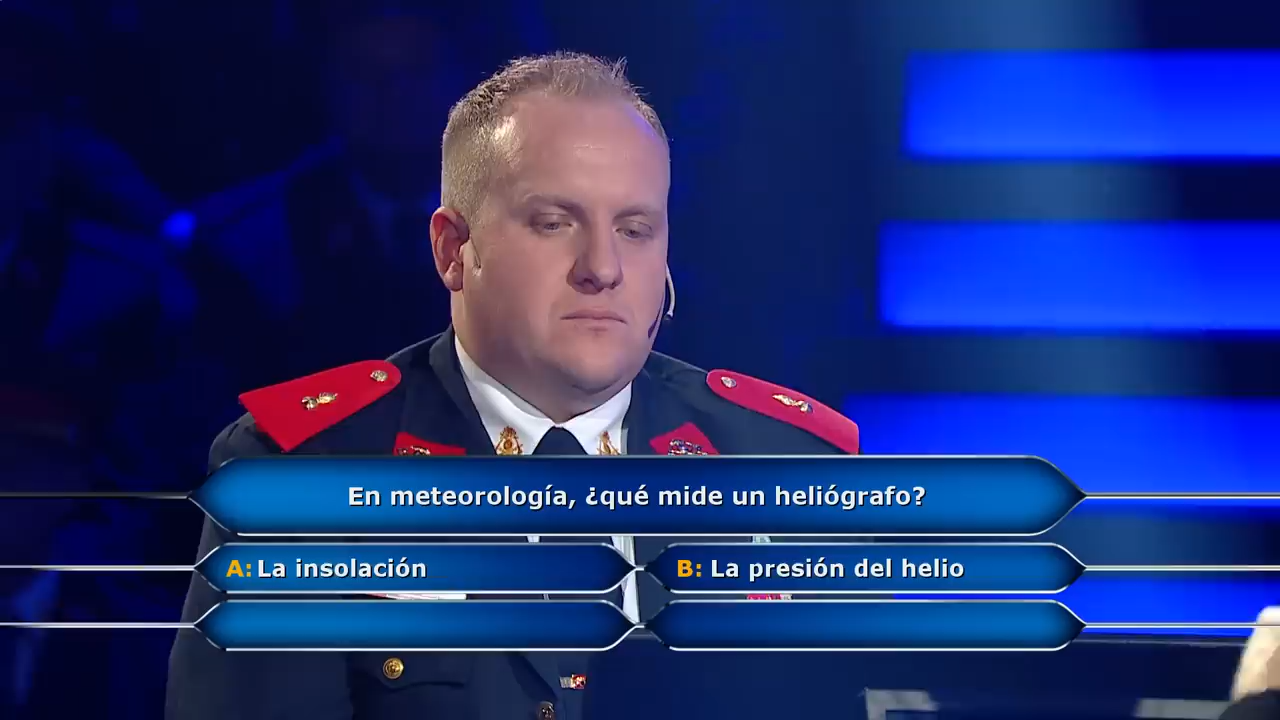 En meteorología, ¿qué mide un heliógrafo?
A: La insolación
B: La presión del helio